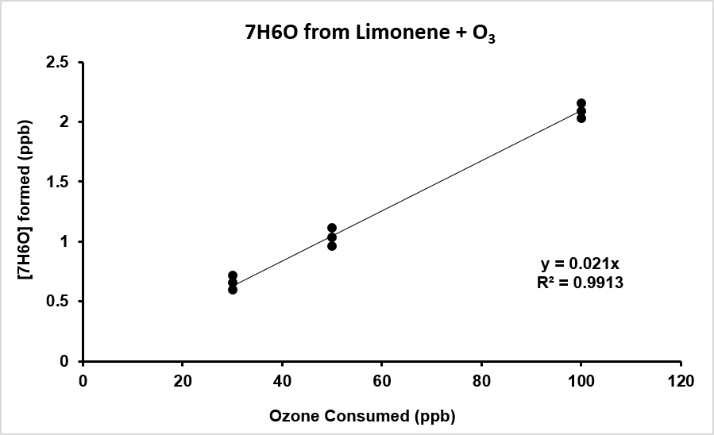 7H6O from Limonene + O₃
2.5
2
1.5
1
0.5
0
[7H6O] formed (ppb)
y = 0.021x
R² = 0.9913
0 20 40 60 80 100 120
Ozone Consumed (ppb)